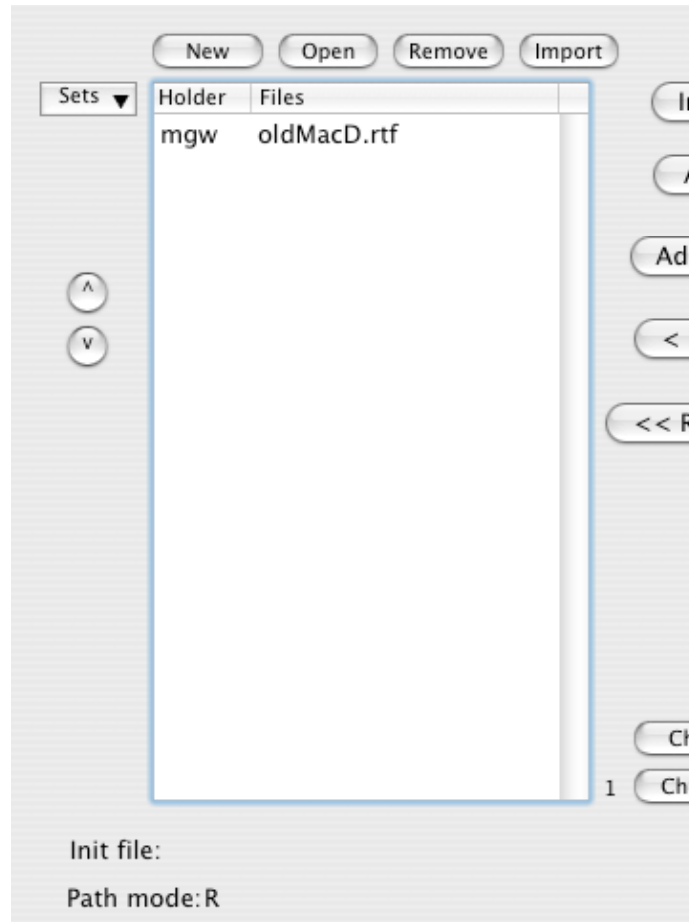 New Open Remove Import
Sets Holder Files
mgw oldMacD.rtf
^
v
<
<<
1
Init file:
Path mode: R